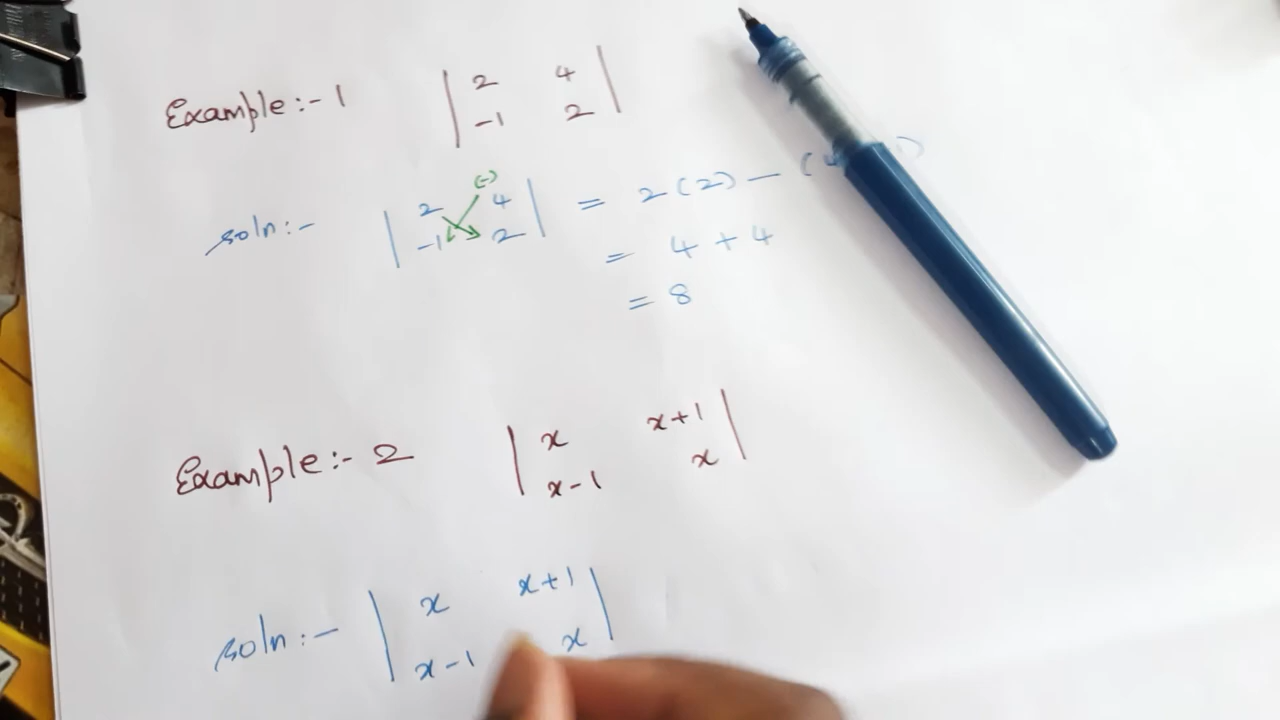 Example:- 1 | 2 4 |
| -1 2 |
soln:- | 2 (-) 4 | = 2(2) - (
| -1 2 |
= 4 + 4
= 8
Example:- 2 | x x+1 |
| x-1 x |
soln:- | x x+1 |
| x-1 x |